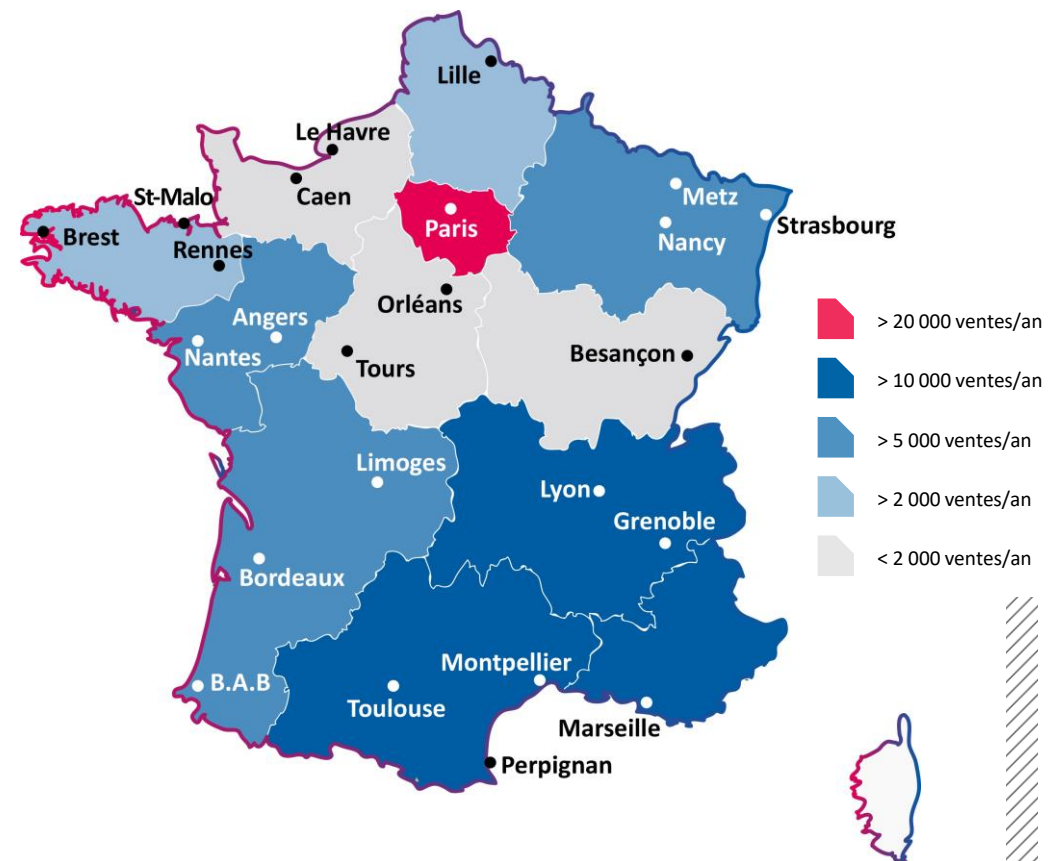 Lille
Le Havre
Caen
St-Malo
Metz
Paris
Strasbourg
Brest
Nancy
Rennes
Orléans
Angers
> 20 000 ventes/an
Nantes
Besançon
Tours
> 10 000 ventes/an
> 5 000 ventes/an
Limoges
Lyon
> 2 000 ventes/an
Grenoble
< 2 000 ventes/an
Bordeaux
Montpellier
B.A.B
Toulouse
Marseille
Perpignan